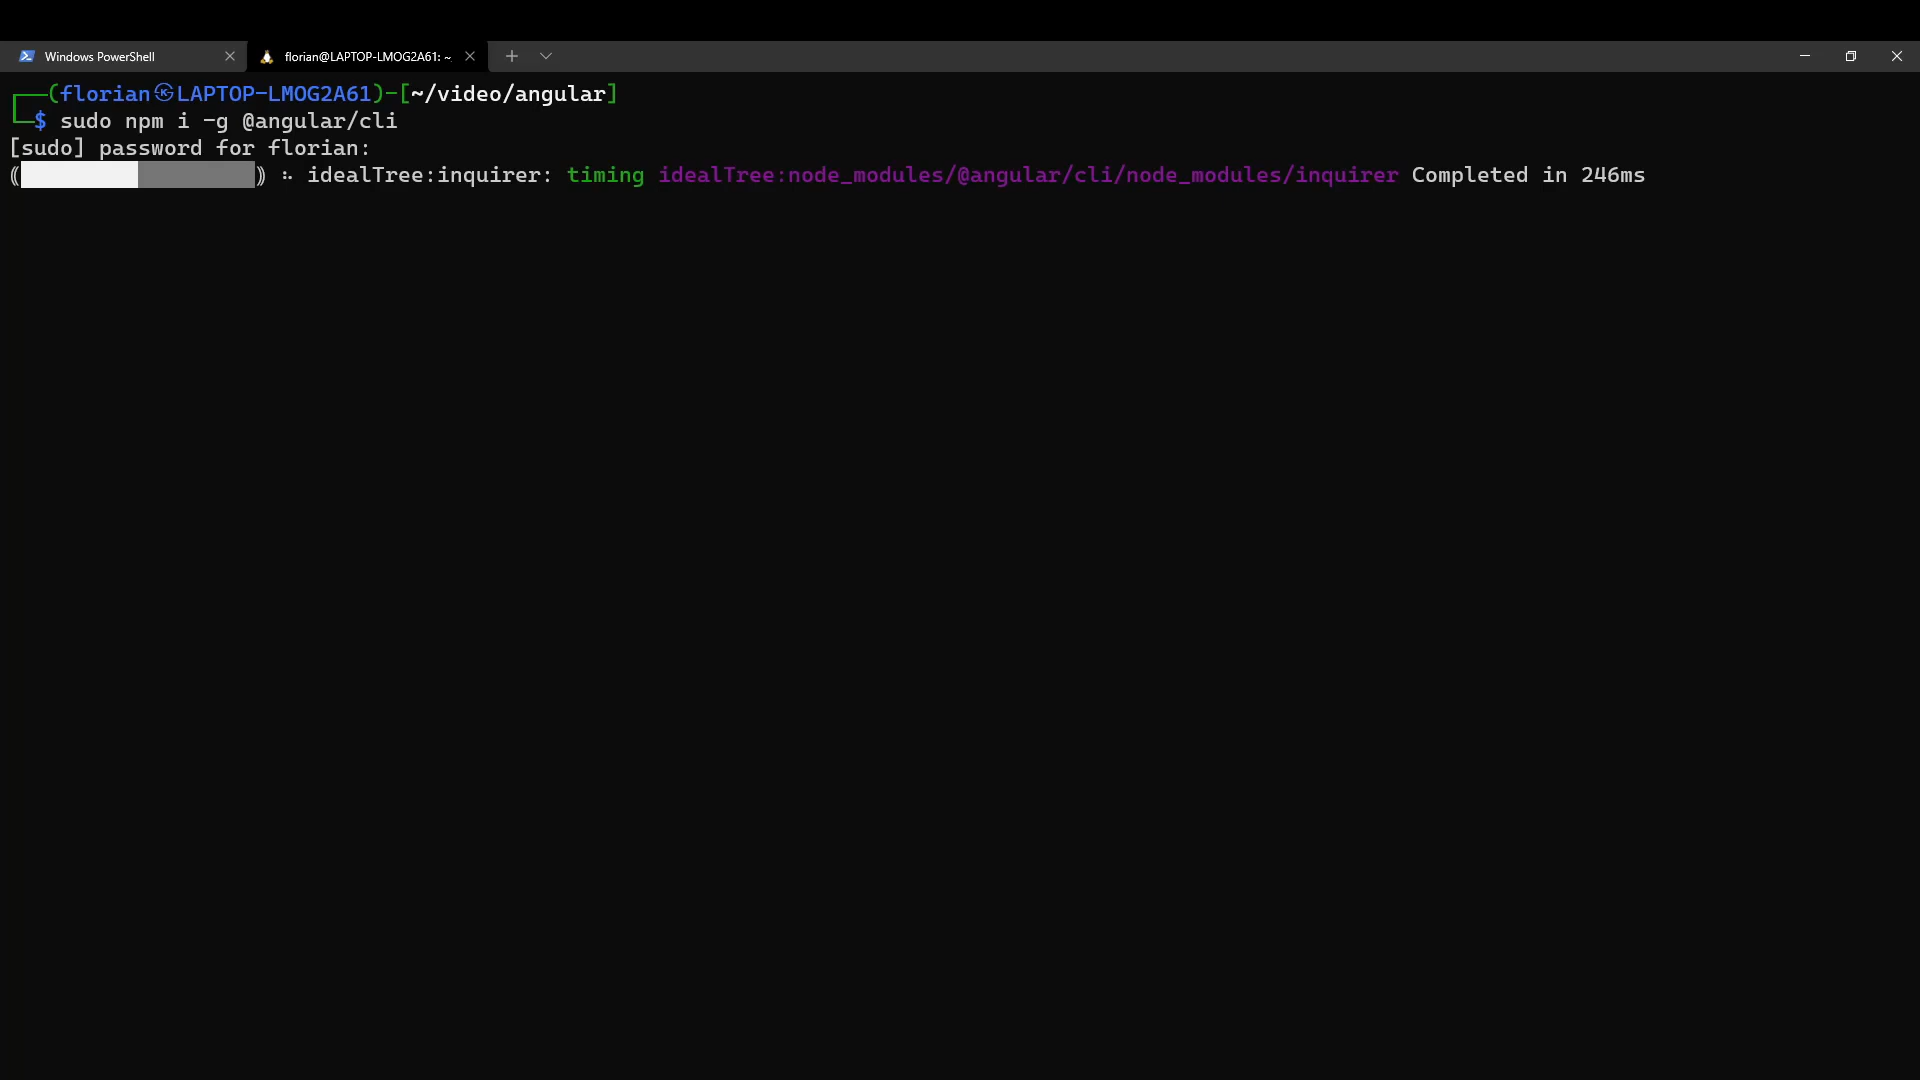 Windows PowerShell
florian@LAPTOP-LMOG2A61: ~
┌──(florian㉿LAPTOP-LMOG2A61)-[~/video/angular]
└─$ sudo npm i -g @angular/cli
[sudo] password for florian:
⸨ ⸩ ⠦ idealTree:inquirer: timing idealTree:node_modules/@angular/cli/node_modules/inquirer Completed in 246ms